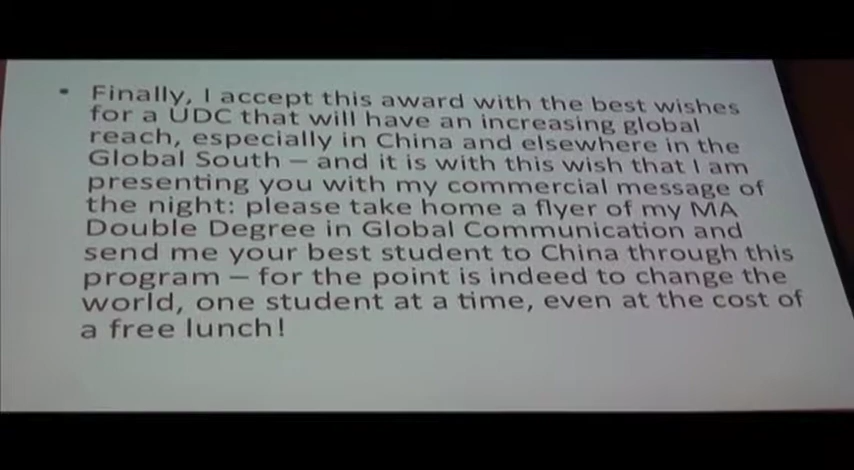 • Finally, I accept this award with the best wishes
for a UDC that will have an increasing global
reach, especially in China and elsewhere in the
Global South – and it is with this wish that I am
presenting you with my commercial message of
the night: please take home a flyer of my MA
Double Degree in Global Communication and
send me your best student to China through this
program – for the point is indeed to change the
world, one student at a time, even at the cost of
a free lunch!